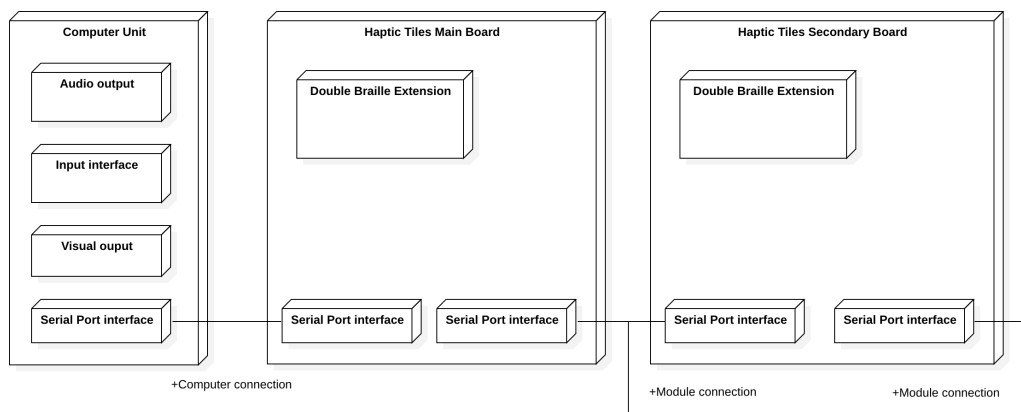 Computer Unit
Haptic Tiles Main Board
Haptic Tiles Secondary Board
Audio output
Double Braille Extension
Double Braille Extension
Input interface
Visual ouput
Serial Port interface
Serial Port interface
Serial Port interface
Serial Port interface
Serial Port interface
+Computer connection
+Module connection
+Module connection